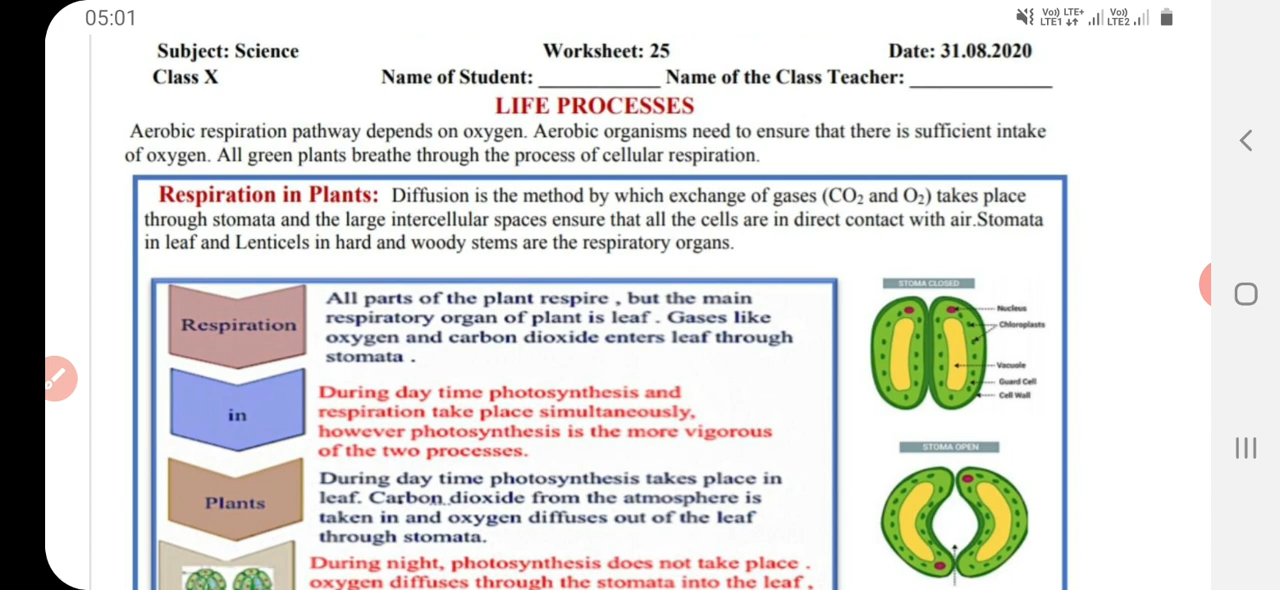 05:01
Vo)) LTE+ Vo))
LTE1 LTE2
Subject: Science Worksheet: 25 Date: 31.08.2020
Class X Name of Student: ____________ Name of the Class Teacher: ______________
LIFE PROCESSES
Aerobic respiration pathway depends on oxygen. Aerobic organisms need to ensure that there is sufficient intake
of oxygen. All green plants breathe through the process of cellular respiration.
Respiration in Plants: Diffusion is the method by which exchange of gases (CO₂ and O₂) takes place
through stomata and the large intercellular spaces ensure that all the cells are in direct contact with air.Stomata
in leaf and Lenticels in hard and woody stems are the respiratory organs.
Respiration
in
Plants
All parts of the plant respire , but the main
respiratory organ of plant is leaf . Gases like
oxygen and carbon dioxide enters leaf through
stomata .
During day time photosynthesis and
respiration take place simultaneously,
however photosynthesis is the more vigorous
of the two processes.
During day time photosynthesis takes place in
leaf. Carbon dioxide from the atmosphere is
taken in and oxygen diffuses out of the leaf
through stomata.
During night, photosynthesis does not take place .
oxygen diffuses through the stomata into the leaf ,
STOMA CLOSED
Nucleus
Chloroplasts
Vacuole
Guard Cell
Cell Wall
STOMA OPEN